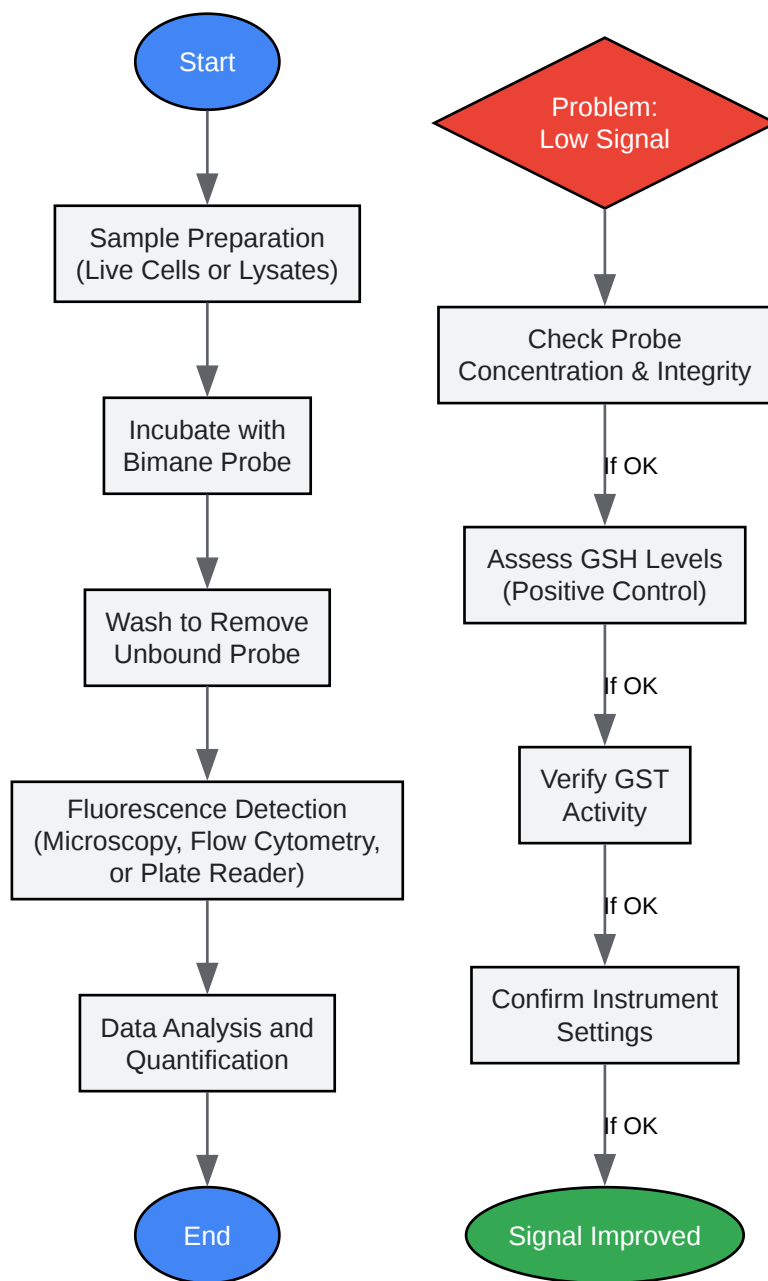 Start
Sample Preparation
(Live Cells or Lysates)
Incubate with
Bimane Probe
Wash to Remove
Unbound Probe
Fluorescence Detection
(Microscopy, Flow Cytometry,
or Plate Reader)
Data Analysis and
Quantification
End
Problem:
Low Signal
Check Probe
Concentration & Integrity
If OK
Assess GSH Levels
(Positive Control)
If OK
Verify GST
Activity
If OK
Confirm Instrument
Settings
If OK
Signal Improved